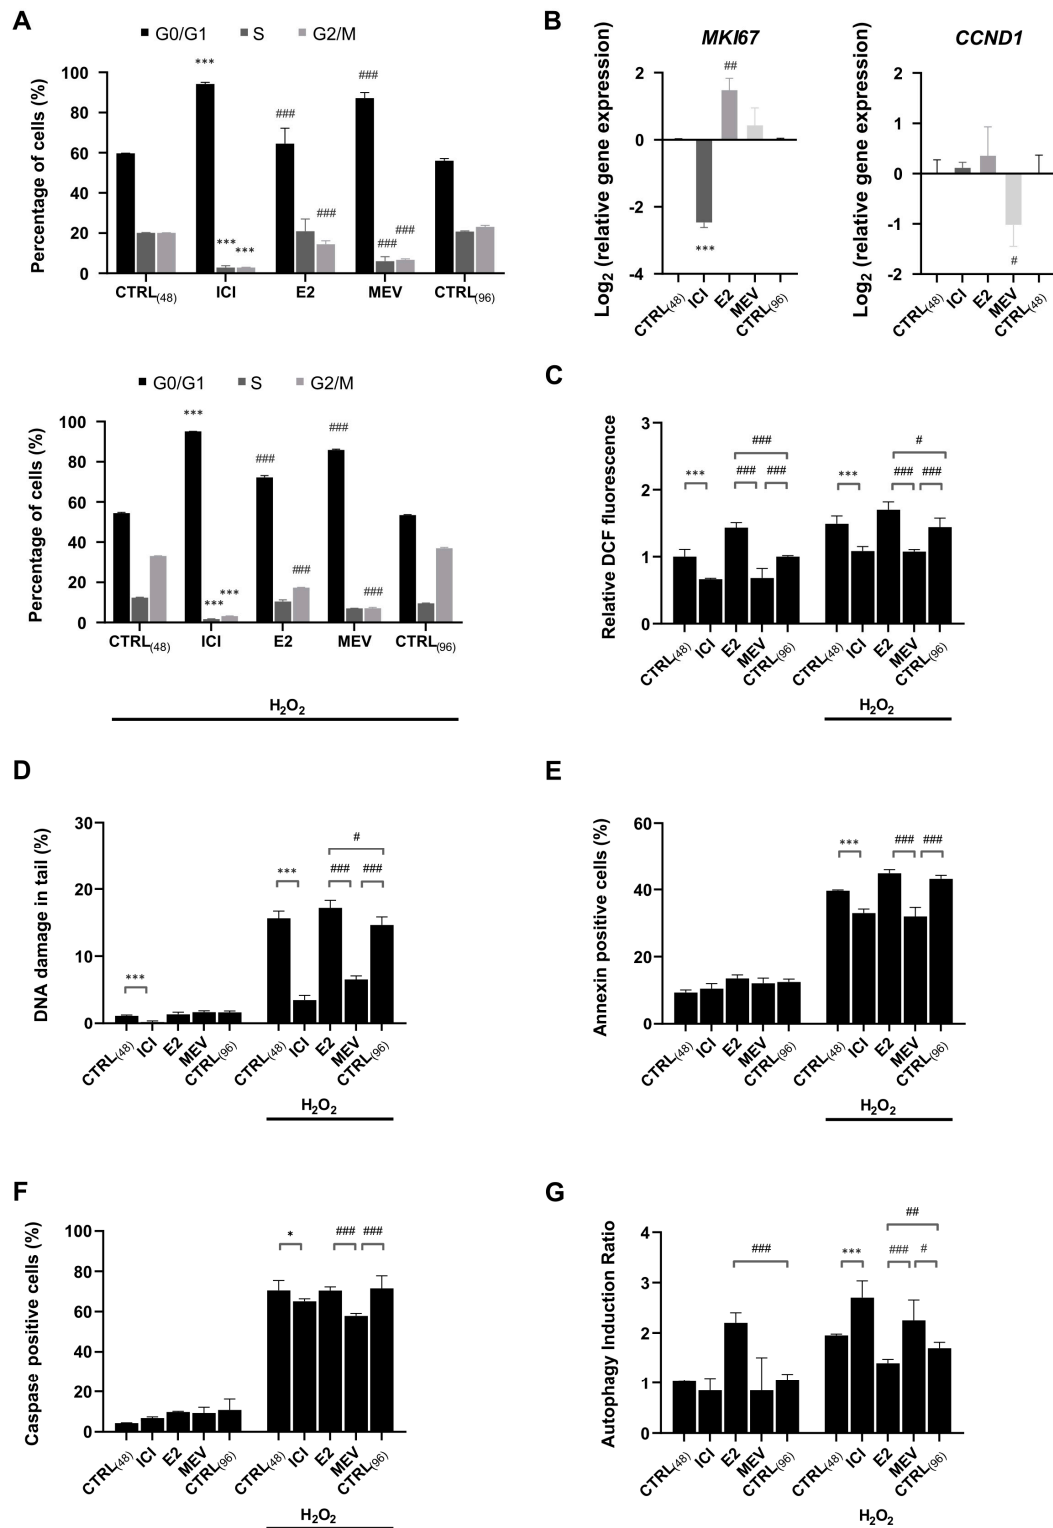 A
G0/G1 S G2/M
Percentage of cells (%)
100
80
60
40
20
0
*** ### ###
*** *** ### ### ###
CTRL(48) ICI E2 MEV CTRL(96)
G0/G1 S G2/M
Percentage of cells (%)
100
80
60
40
20
0
*** ### ###
*** *** ### ###
CTRL(48) ICI E2 MEV CTRL(96)
H2O2
B
MKI67
Log2 (relative gene expression)
2
0
-2
-4
##
***
CTRL(48) ICI E2 MEV CTRL(96)
CCND1
Log2 (relative gene expression)
2
1
0
-1
-2
#
CTRL(48) ICI E2 MEV CTRL(48)
C
Relative DCF fluorescence
3
2
1
0
### #
*** ### ### *** ### ###
CTRL(48) ICI E2 MEV CTRL(96) CTRL(48) ICI E2 MEV CTRL(96)
H2O2
D
DNA damage in tail (%)
30
20
10
0
#
*** ### ###
***
CTRL(48) ICI E2 MEV CTRL(96) CTRL(48) ICI E2 MEV CTRL(96)
H2O2
E
Annexin positive cells (%)
60
40
20
0
*** ### ###
CTRL(48) ICI E2 MEV CTRL(96) CTRL(48) ICI E2 MEV CTRL(96)
H2O2
F
Caspase positive cells (%)
100
80
60
40
20
0
* ### ###
CTRL(48) ICI E2 MEV CTRL(96) CTRL(48) ICI E2 MEV CTRL(96)
H2O2
G
Autophagy Induction Ratio
4
3
2
1
0
##
### *** ### #
CTRL(48) ICI E2 MEV CTRL(96) CTRL(48) ICI E2 MEV CTRL(96)
H2O2